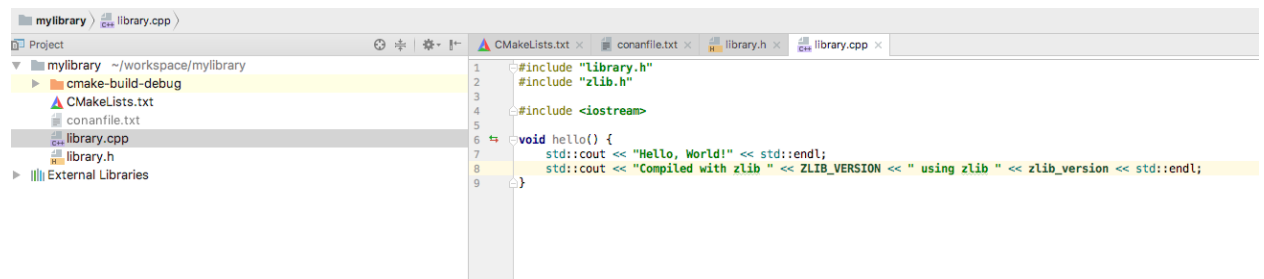 mylibrary library.cpp
Project
CMakeLists.txt conanfile.txt library.h library.cpp
mylibrary ~/workspace/mylibrary
cmake-build-debug
CMakeLists.txt
conanfile.txt
library.cpp
library.h
External Libraries
1 #include "library.h"
2 #include "zlib.h"
3
4 #include <iostream>
5
6 void hello() {
7 std::cout << "Hello, World!" << std::endl;
8 std::cout << "Compiled with zlib " << ZLIB_VERSION << " using zlib " << zlib_version << std::endl;
9 }